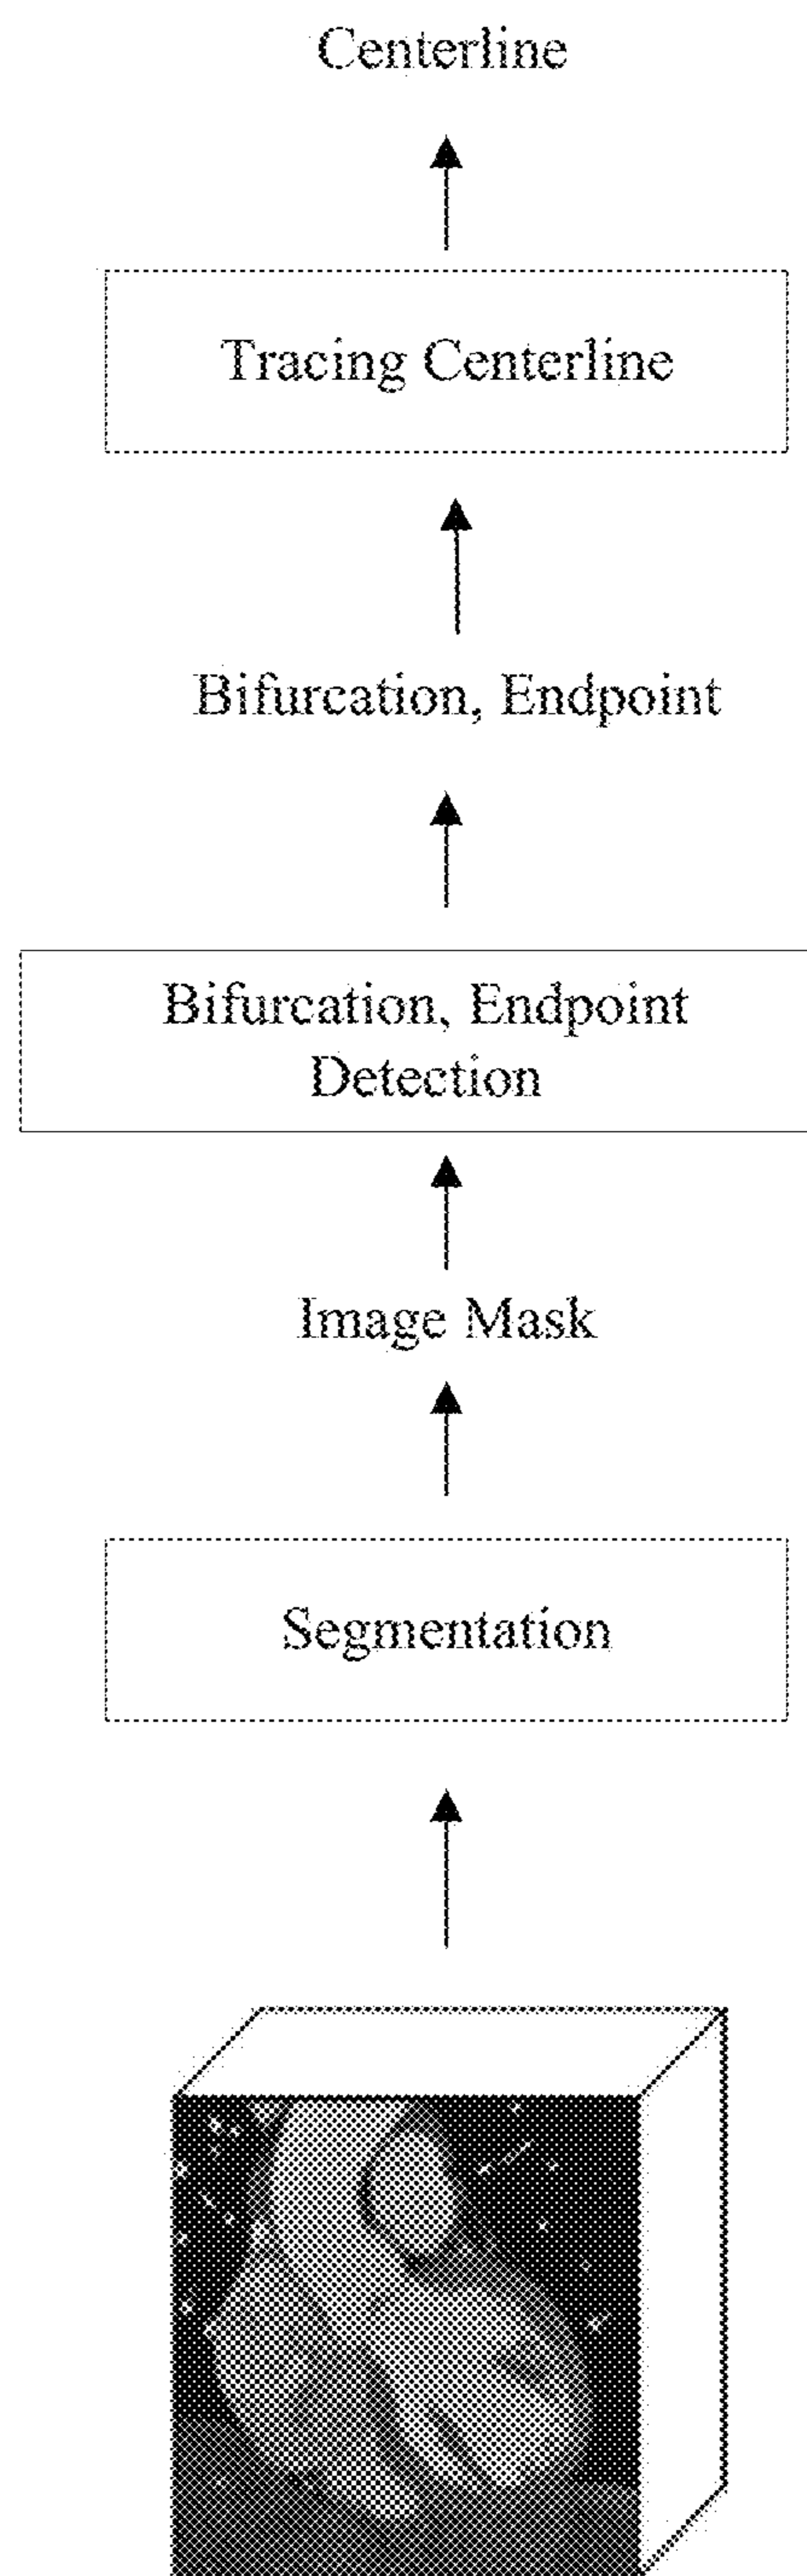 Centerline
Tracing Centerline
Bifurcation, Endpoint
Bifurcation, Endpoint
Detection
Image Mask
Segmentation